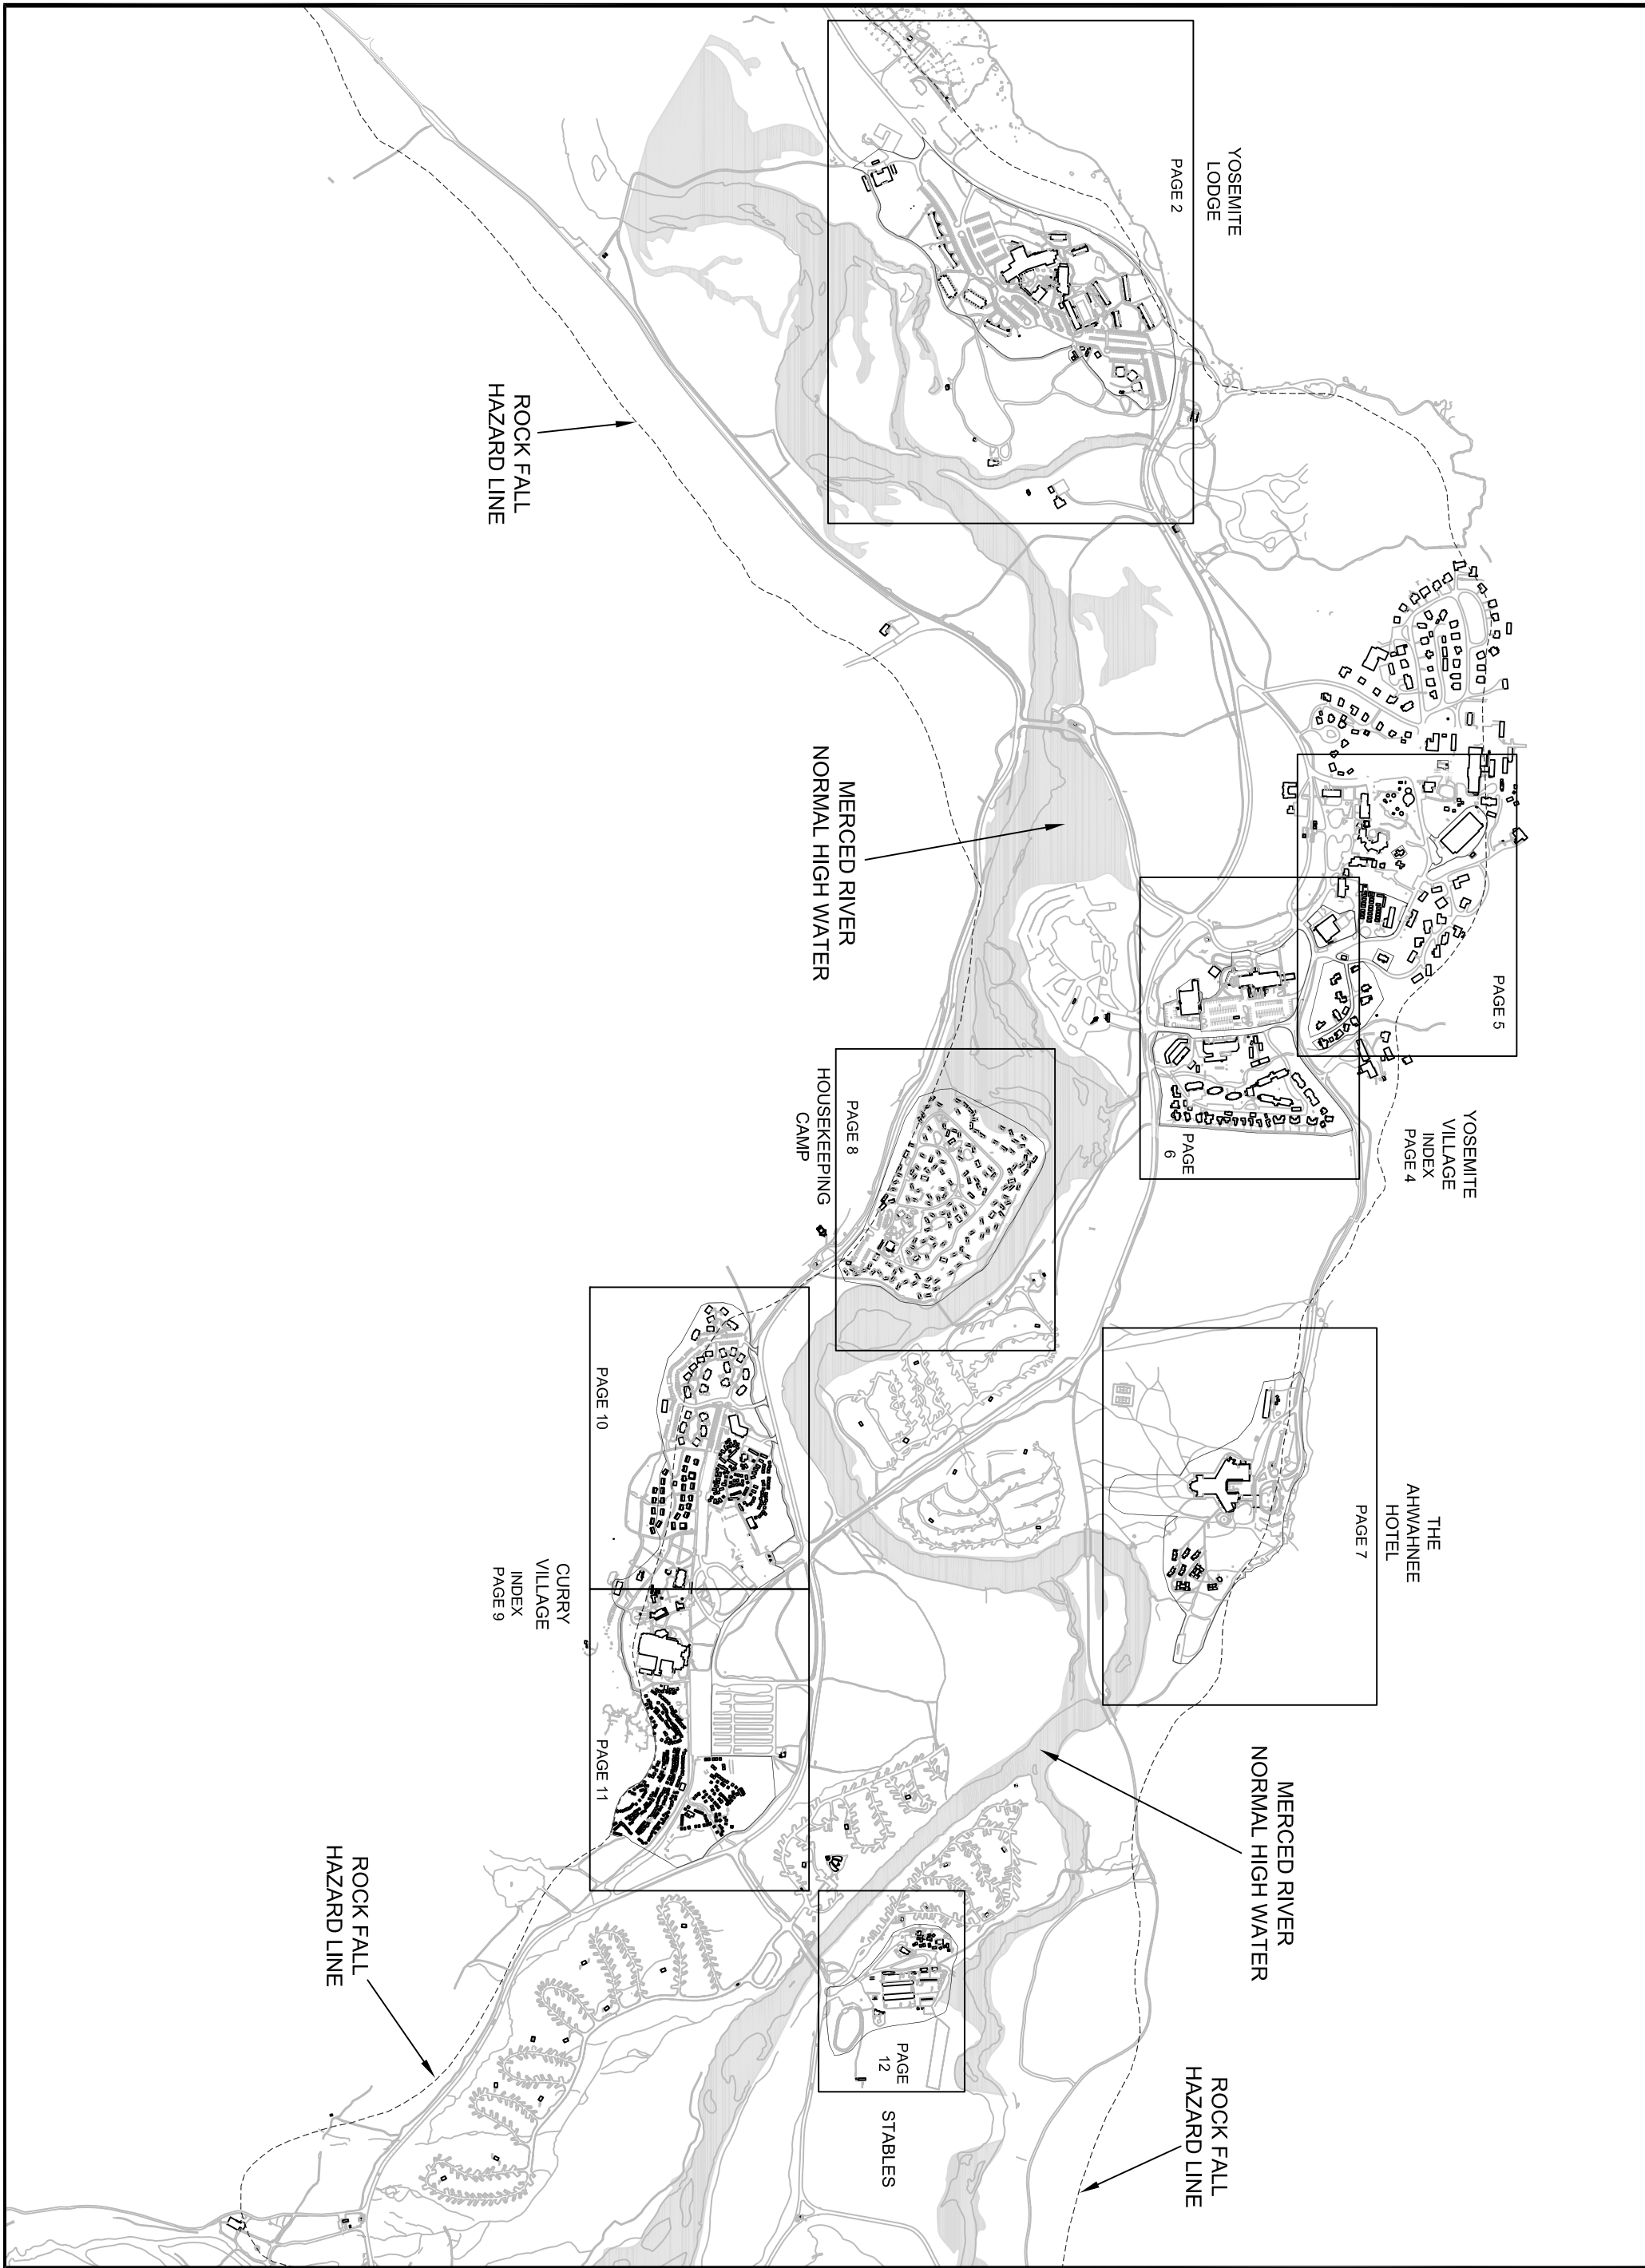 YOSEMITE
LODGE
PAGE 2
PAGE 5
YOSEMITE
VILLAGE
INDEX
PAGE 4
PAGE
6
THE
AHWAHNEE
HOTEL
PAGE 7
MERCED RIVER
NORMAL HIGH WATER
ROCK FALL
HAZARD LINE
ROCK FALL
HAZARD LINE
MERCED RIVER
NORMAL HIGH WATER
PAGE 8
HOUSEKEEPING
CAMP
PAGE 10
CURRY
VILLAGE
INDEX
PAGE 9
PAGE 11
PAGE
12
STABLES
ROCK FALL
HAZARD LINE